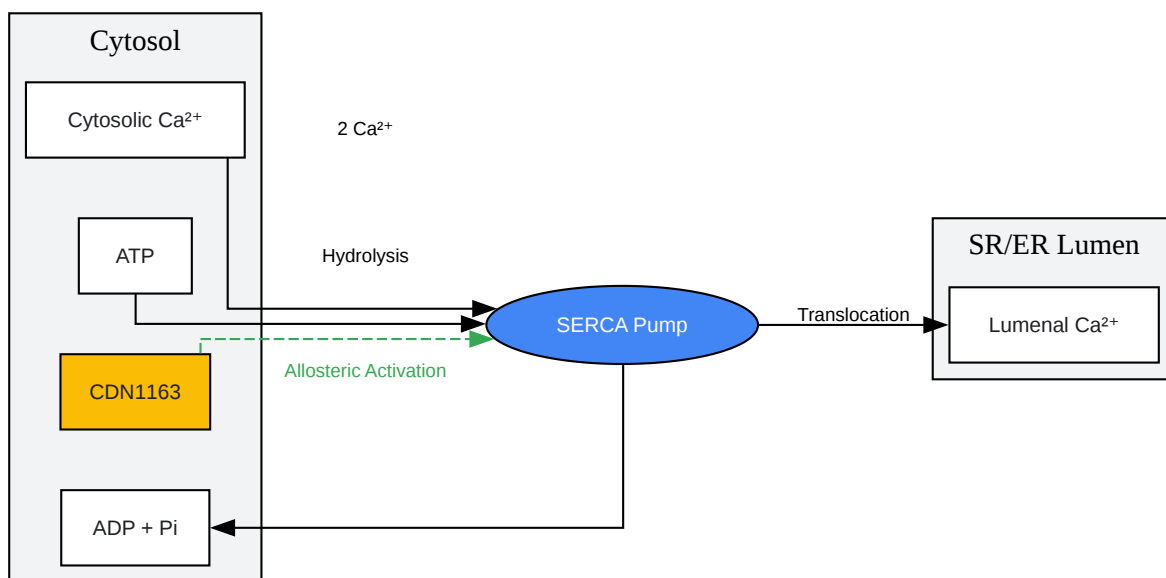 Cytosol
Cytosolic Ca²⁺
2 Ca²⁺
ATP
Hydrolysis
SERCA Pump
Translocation
SR/ER Lumen
Lumenal Ca²⁺
CDN1163
Allosteric Activation
ADP + Pi